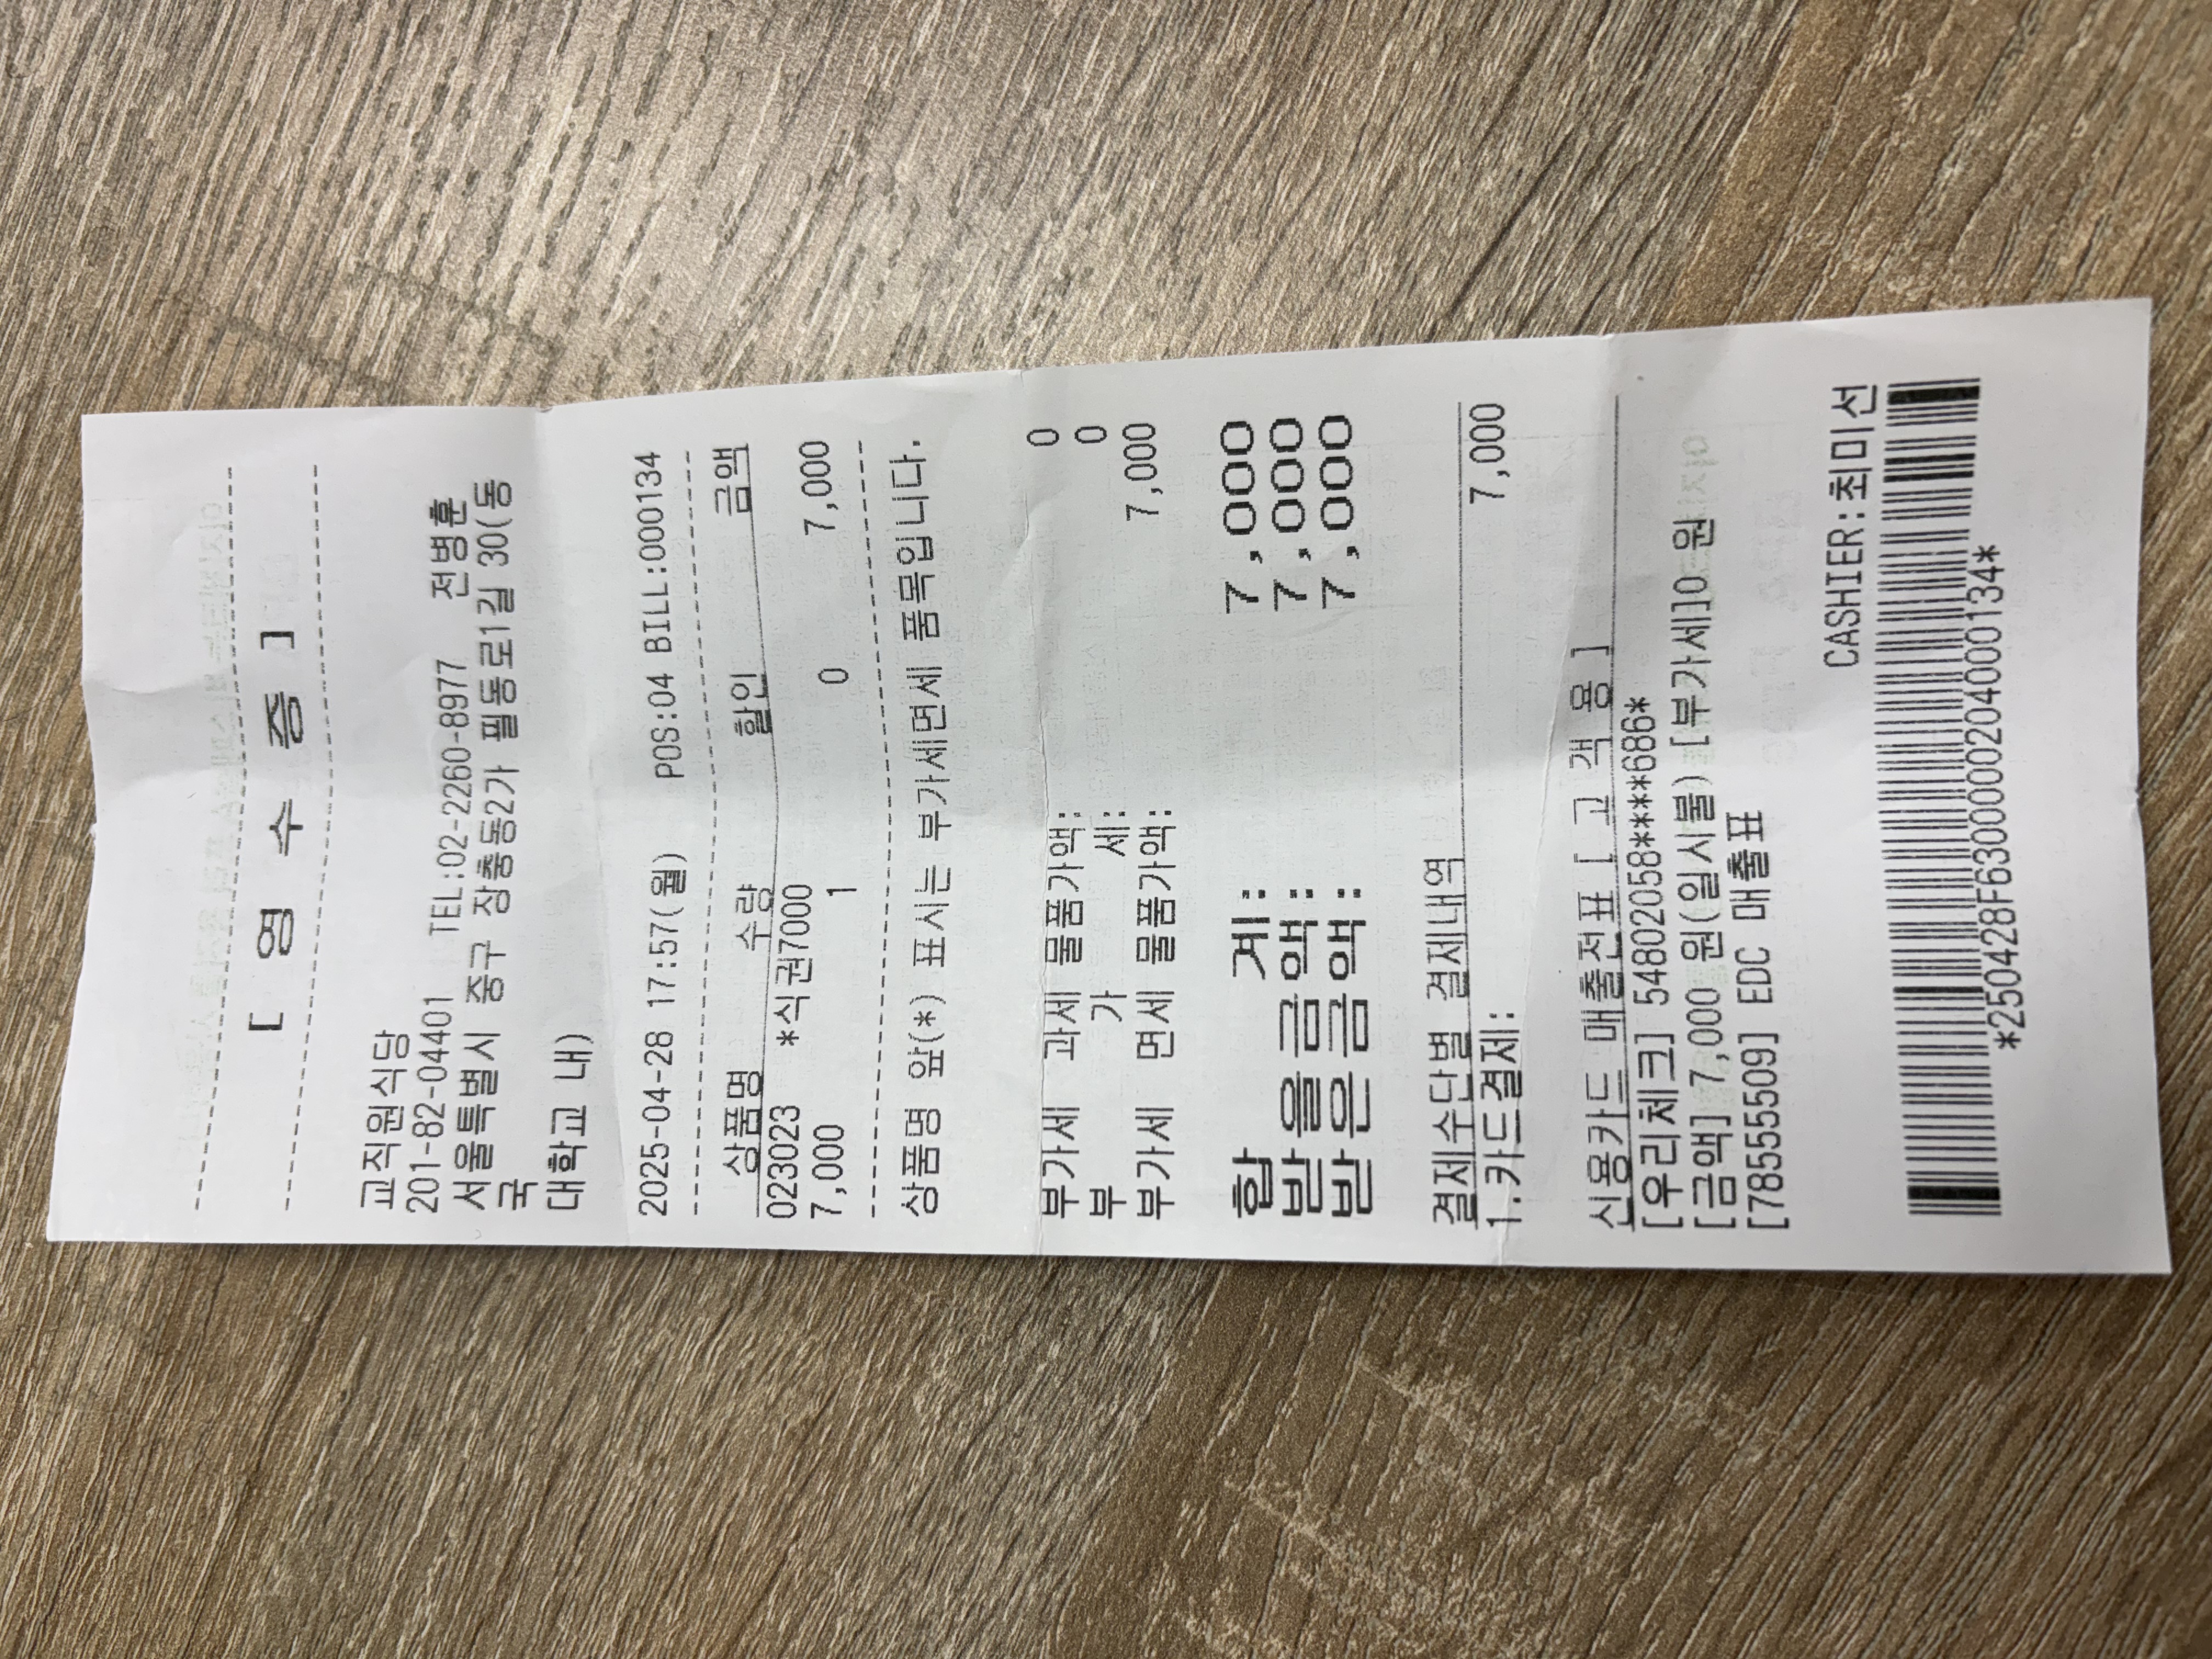 [ 영 수 증 ]
교직원식당
201-82-04401 TEL:02-2260-8977 전병훈
서울특별시 중구 장충동2가 필동로1길 30(동
국
대학교 내)
2025-04-28 17:57(월) POS:04 BILL:000134
상품명 수량 할인 금액
023023 *식권7000
7,000 1 0 7,000
상품명 앞(*) 표시는 부가세면세 품목입니다.
부가세 과세 물품가액: 0
부 가 세: 0
부가세 면세 물품가액: 7,000
합 계: 7,000
받을금액: 7,000
받은금액: 7,000
결제수단별 결제내역
1.카드결제: 7,000
신용카드 매출전표 [ 고 객 용 ]
[우리체크] 54802058****686*
[금액] 7,000 원(일시불) [부가세]0 원
[78555509] EDC 매출표
CASHIER:최미선
*250428F6300000204000134*